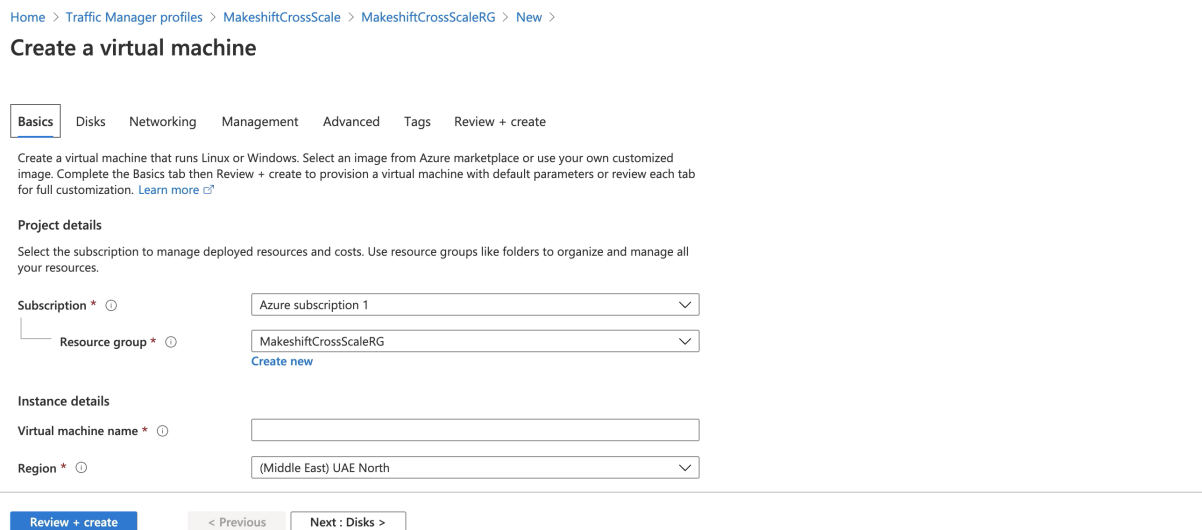 Home > Traffic Manager profiles > MakeshiftCrossScale > MakeshiftCrossScaleRG > New >
Create a virtual machine
Basics Disks Networking Management Advanced Tags Review + create
Create a virtual machine that runs Linux or Windows. Select an image from Azure marketplace or use your own customized
image. Complete the Basics tab then Review + create to provision a virtual machine with default parameters or review each tab
for full customization. Learn more
Project details
Select the subscription to manage deployed resources and costs. Use resource groups like folders to organize and manage all
your resources.
Subscription * Azure subscription 1
Resource group * MakeshiftCrossScaleRG
Create new
Instance details
Virtual machine name *
Region * (Middle East) UAE North
Review + create < Previous Next : Disks >